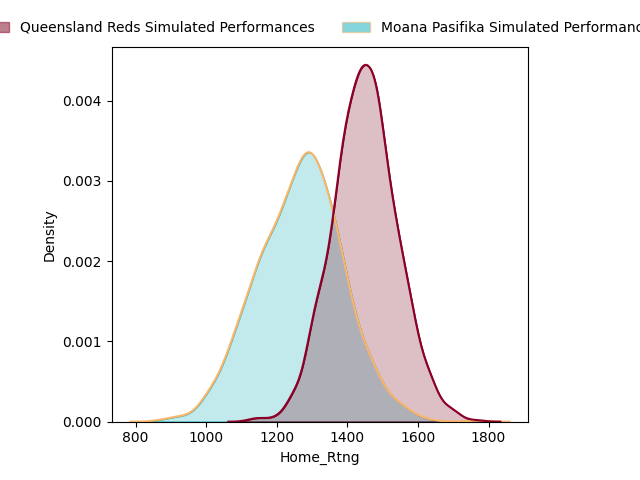 Queensland Reds Simulated Performances
Moana Pasifika Simulated
0.004
0.003
0.002
0.001
0.000
Density
800 1000 1200 1400 1600 1800
Home_Rtng